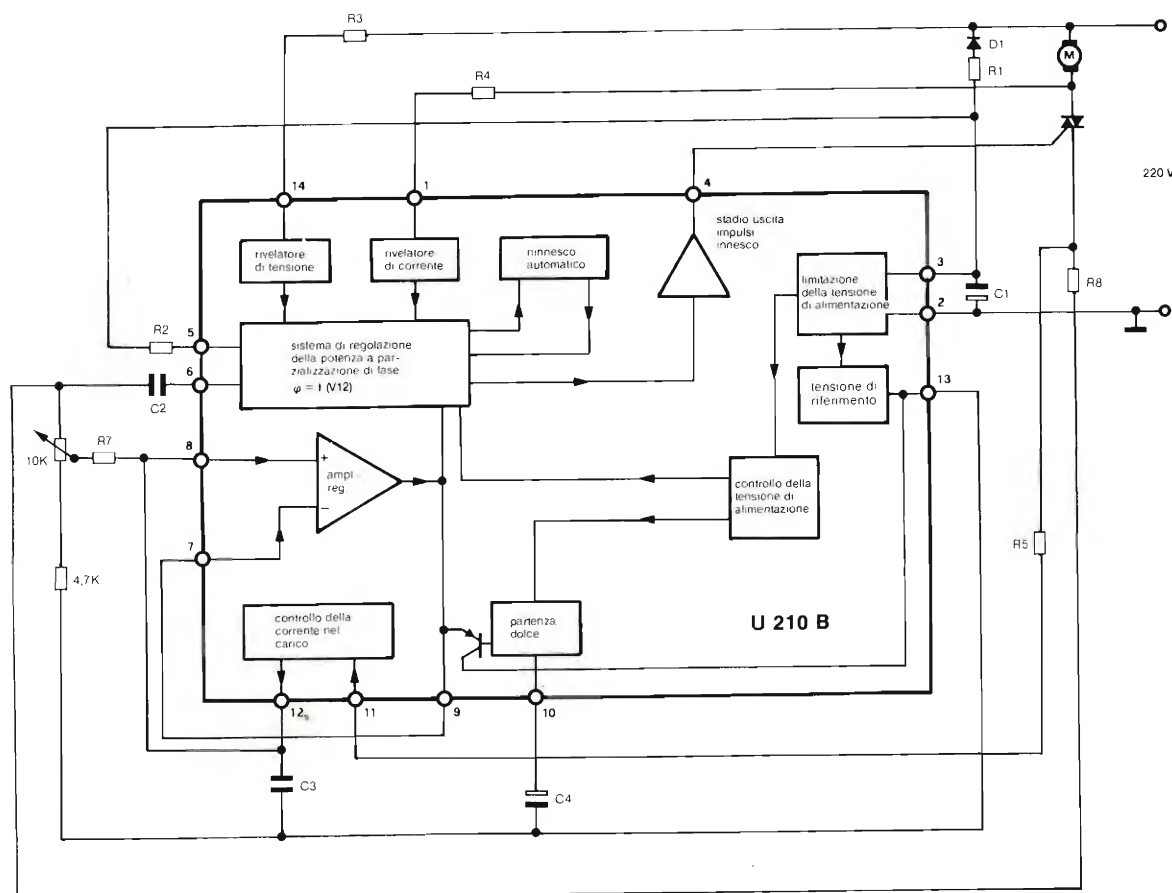 R3
D1
M
R1
R4
14
1
4
220 V
stadio uscita
impulsi
innesco
rivelatore
di tensione
rivelatore
di corrente
riinnesco
automatico
3
limitazione
della tensione
di alimentazione
C1
R8
2
R2
5
sistema di regolazione
della potenza a par-
zializzazione di fase
φ = f (V12)
6
C2
tensione di
riferimento
13
10K
R7
8
+
ampl
reg
−
controllo della
tensione di
alimentazione
7
R5
4,7K
controllo della
corrente nel
carico
partenza
dolce
U 210 B
12
11
9
10
C3
C4